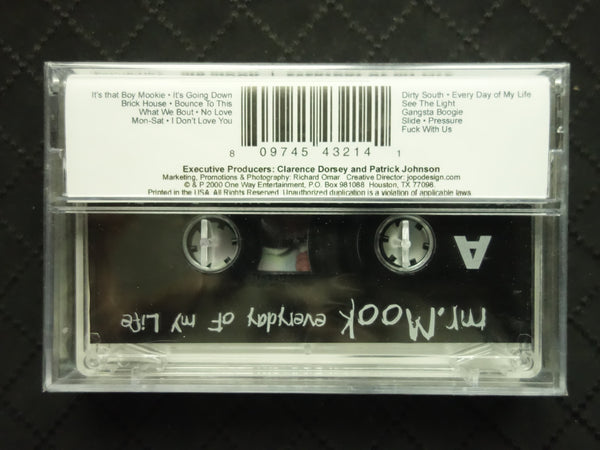 It's that Boy Mookie • It's Going Down
Brick House • Bounce To This
What We Bout • No Love
Mon-Sat • I Don't Love You
Dirty South • Every Day of My Life
See The Light
Gangsta Boogie
Slide • Pressure
Fuck With Us
8 09745 43214 1
Executive Producers: Clarence Dorsey and Patrick Johnson
Marketing, Promotions & Photography: Richard Omar Creative Director: jopodesign.com
© & P 2000 One Way Entertainment, P.O. Box 981088 Houston, TX 77098.
Printed in the USA. All Rights Reserved. Unauthorized duplication is a violation of applicable laws.
A
mr. Mook everyday of my Life